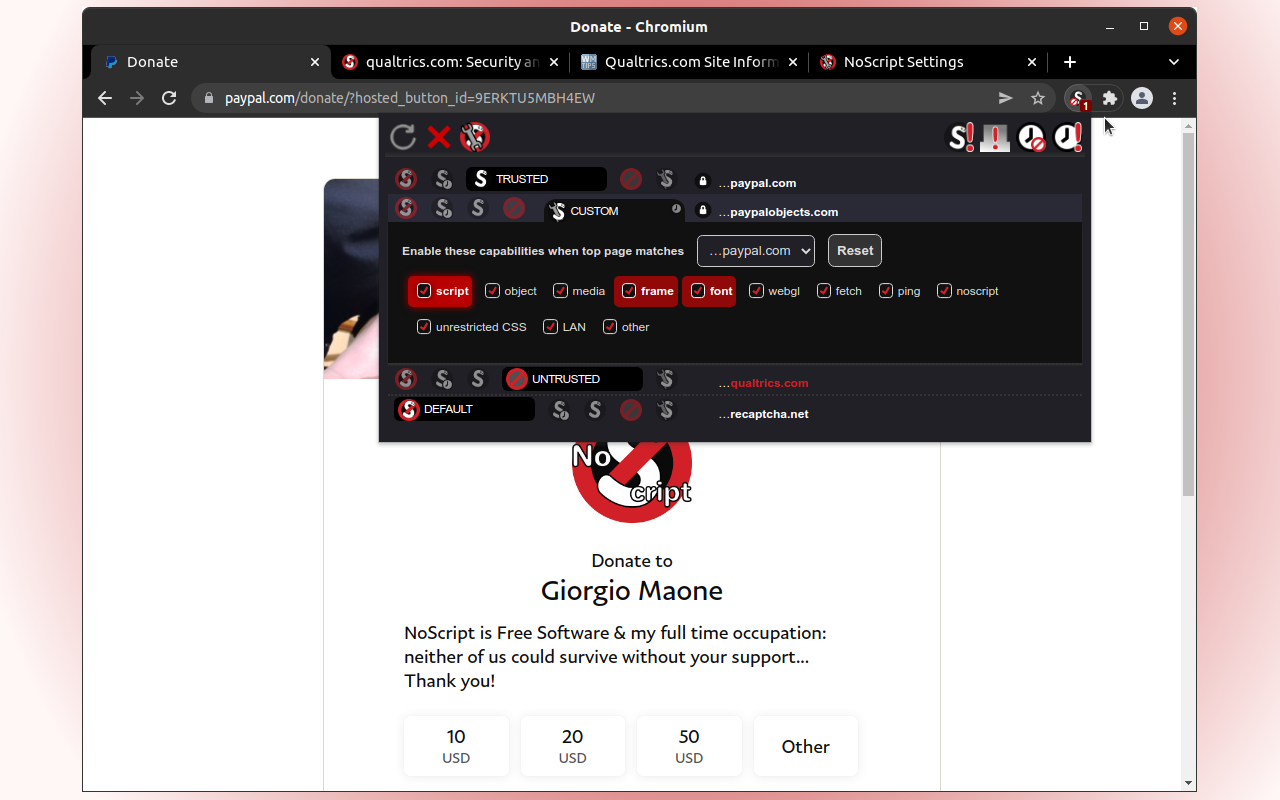 Donate - Chromium
Donate
qualtrics.com: Security an
Qualtrics.com Site Inform
NoScript Settings
paypal.com/donate/?hosted_button_id=9ERKTU5MBH4EW
1
TRUSTED
…paypal.com
CUSTOM
…paypalobjects.com
Enable these capabilities when top page matches
…paypal.com
Reset
script
object
media
frame
font
webgl
fetch
ping
noscript
unrestricted CSS
LAN
other
UNTRUSTED
…qualtrics.com
DEFAULT
…recaptcha.net
No
cript
Donate to
Giorgio Maone
NoScript is Free Software & my full time occupation:
neither of us could survive without your support...
Thank you!
10
USD
20
USD
50
USD
Other